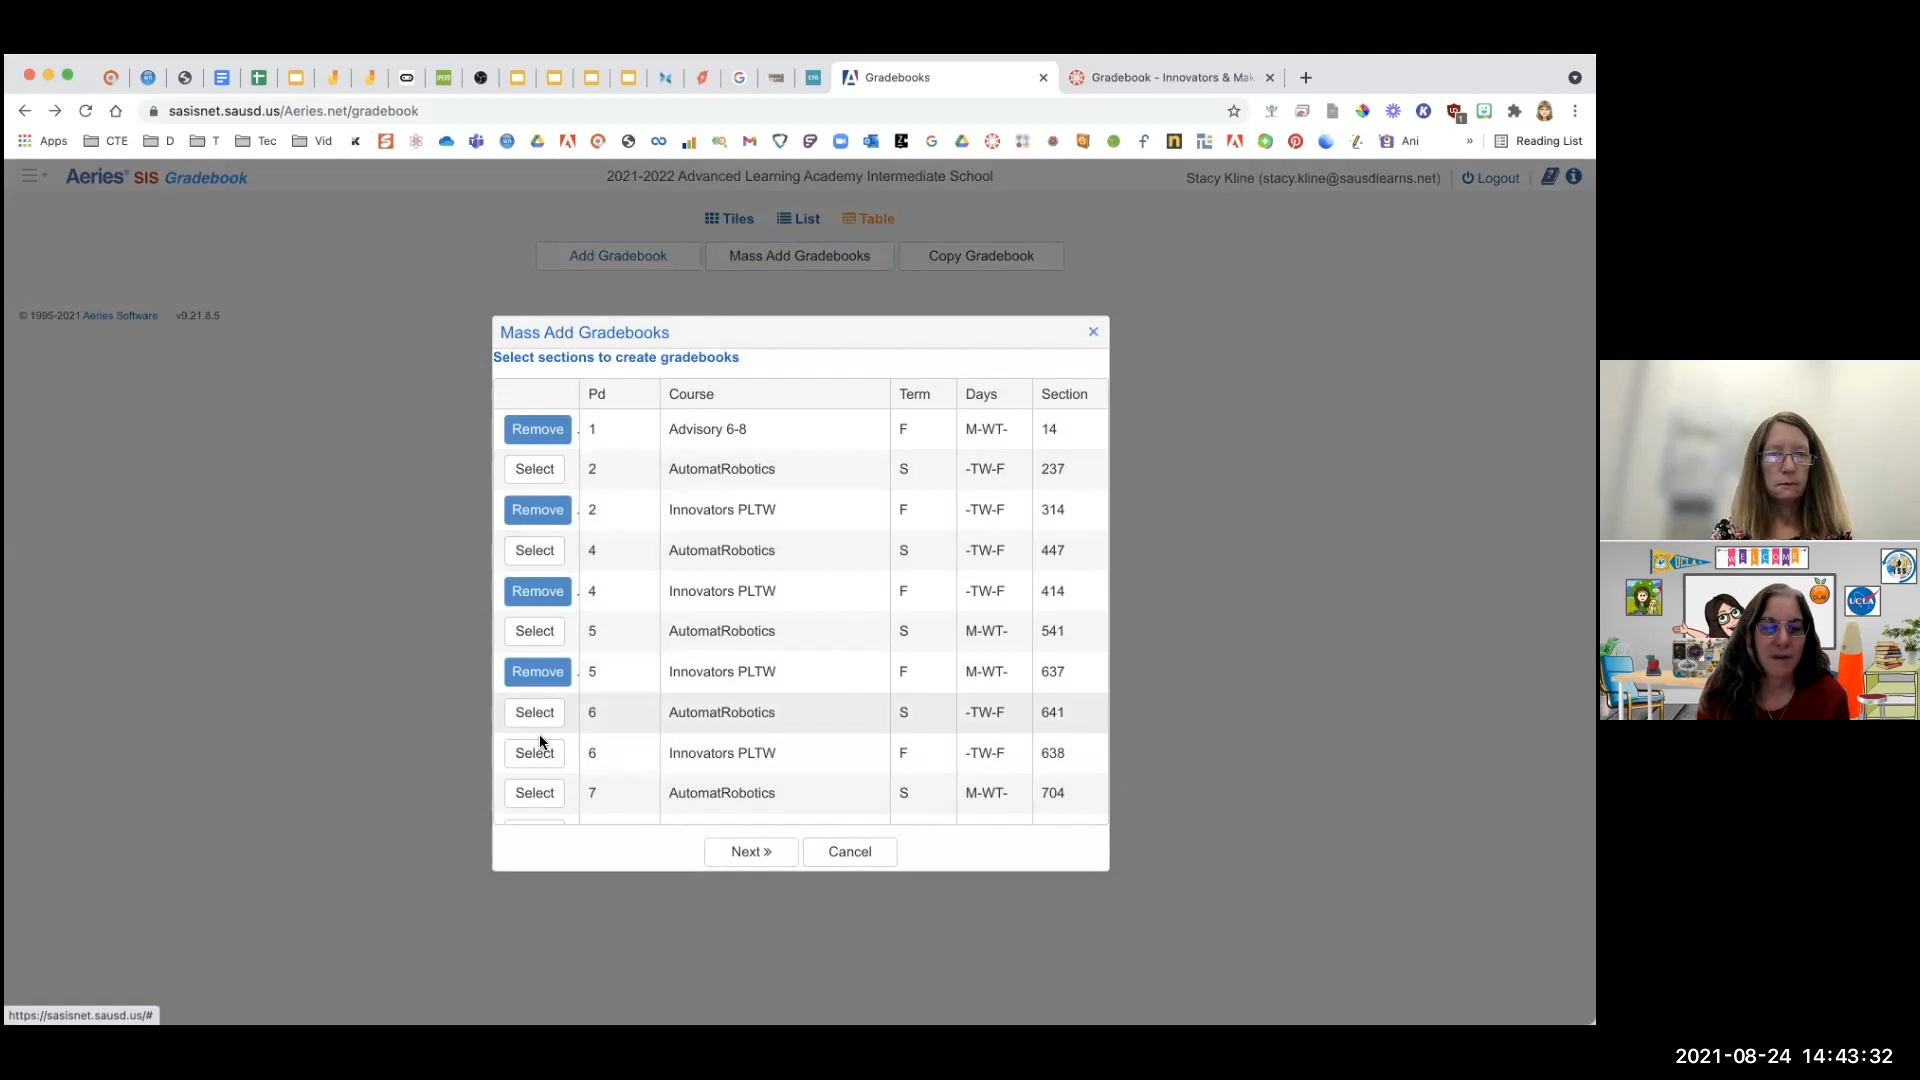 Gradebooks
Gradebook - Innovators & Mak
sasisnet.sausd.us/Aeries.net/gradebook
Apps CTE D T Tec Vid Ani » Reading List
Aeries SIS Gradebook
2021-2022 Advanced Learning Academy Intermediate School
Stacy Kline (stacy.kline@sausdlearns.net) Logout
Tiles List Table
Add Gradebook Mass Add Gradebooks Copy Gradebook
© 1995-2021 Aeries Software v9.21.8.5
Mass Add Gradebooks
Select sections to create gradebooks
Pd Course Term Days Section
Remove 1 Advisory 6-8 F M-WT- 14
Select 2 AutomatRobotics S -TW-F 237
Remove 2 Innovators PLTW F -TW-F 314
Select 4 AutomatRobotics S -TW-F 447
Remove 4 Innovators PLTW F -TW-F 414
Select 5 AutomatRobotics S M-WT- 541
Remove 5 Innovators PLTW F M-WT- 637
Select 6 AutomatRobotics S -TW-F 641
Select 6 Innovators PLTW F -TW-F 638
Select 7 AutomatRobotics S M-WT- 704
Next » Cancel
https://sasisnet.sausd.us/#
UCLA
WELCOME
UCLA
2021-08-24 14:43:32